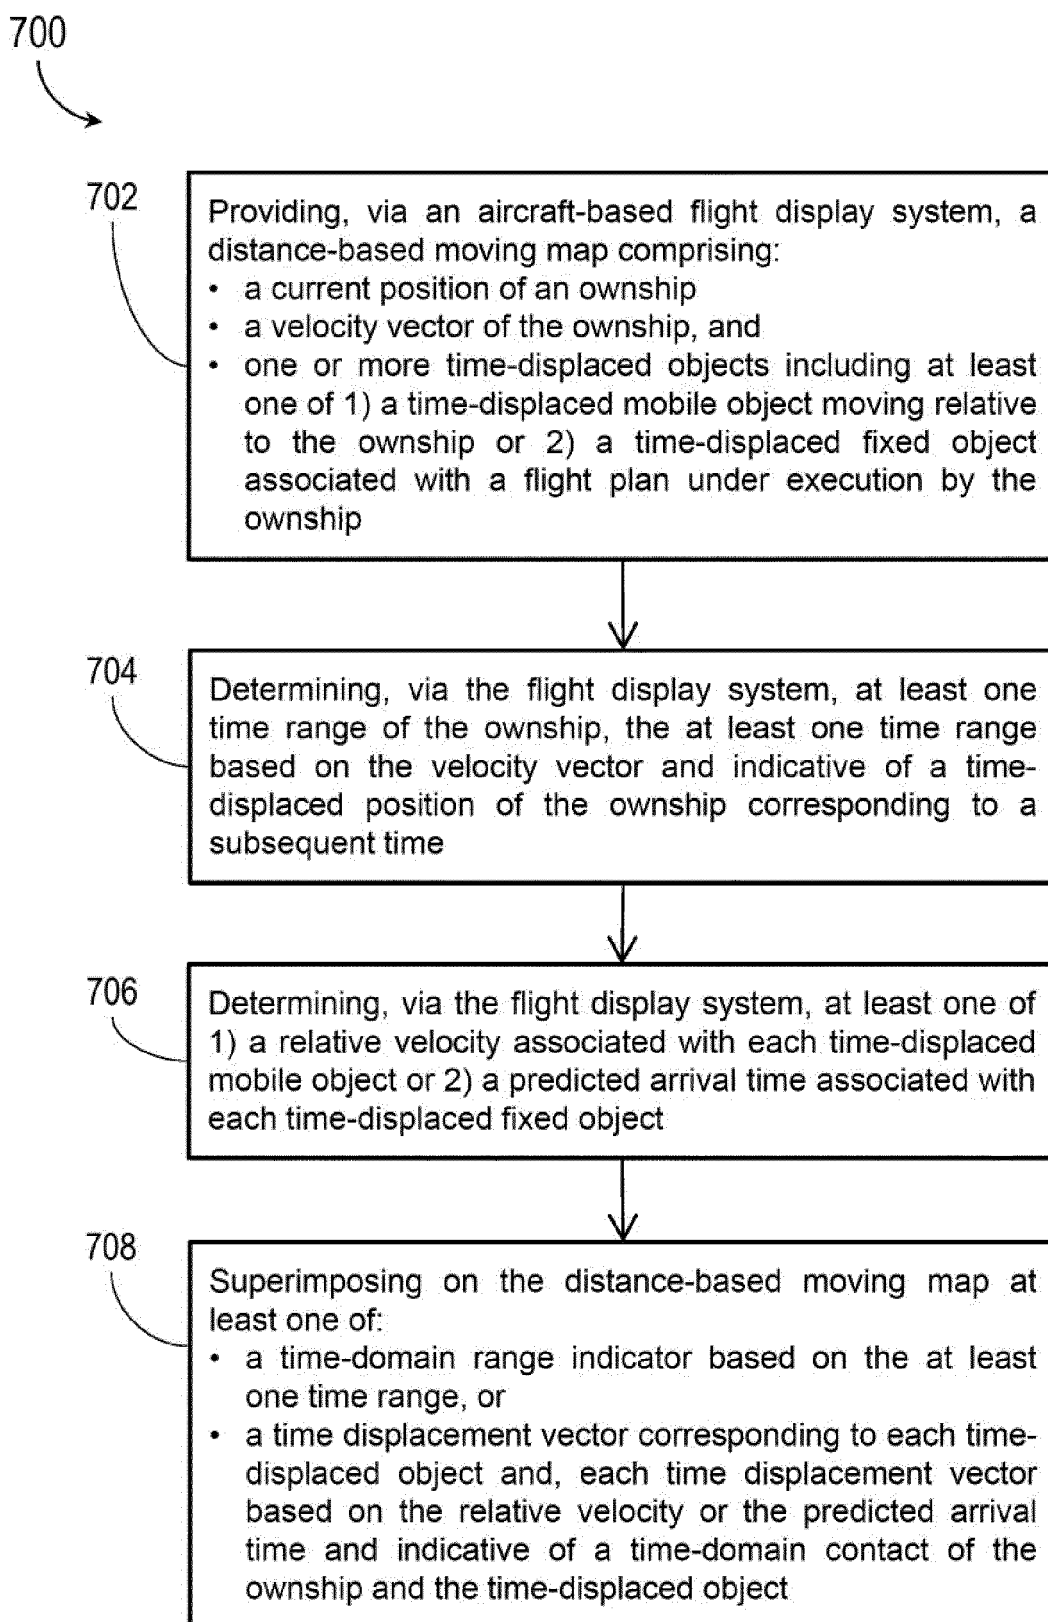 700
702
Providing, via an aircraft-based flight display system, a
distance-based moving map comprising:
• a current position of an ownship
• a velocity vector of the ownship, and
• one or more time-displaced objects including at least
one of 1) a time-displaced mobile object moving relative
to the ownship or 2) a time-displaced fixed object
associated with a flight plan under execution by the
ownship
704
Determining, via the flight display system, at least one
time range of the ownship, the at least one time range
based on the velocity vector and indicative of a time-
displaced position of the ownship corresponding to a
subsequent time
706
Determining, via the flight display system, at least one of
1) a relative velocity associated with each time-displaced
mobile object or 2) a predicted arrival time associated with
each time-displaced fixed object
708
Superimposing on the distance-based moving map at
least one of:
• a time-domain range indicator based on the at least
one time range, or
• a time displacement vector corresponding to each time-
displaced object and, each time displacement vector
based on the relative velocity or the predicted arrival
time and indicative of a time-domain contact of the
ownship and the time-displaced object